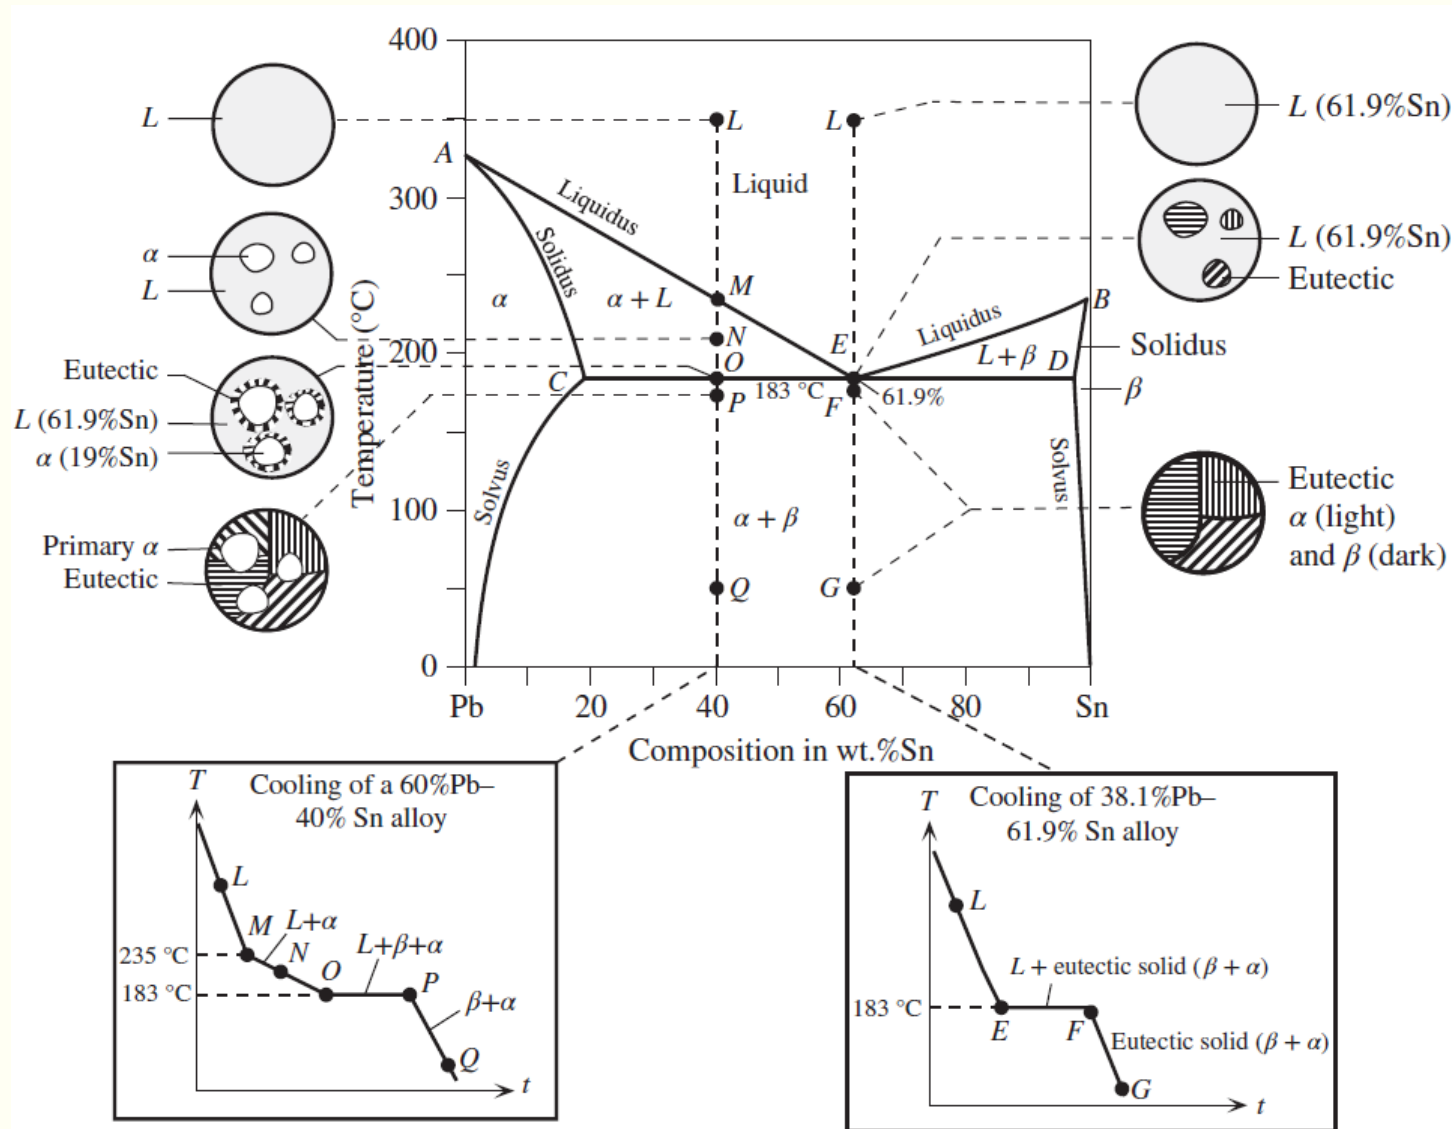 400
300
200
100
0
Temperature (°C)
Pb
20
40
60
80
Sn
Composition in wt.%Sn
L
α
L
Eutectic
L (61.9%Sn)
α (19%Sn)
Primary α
Eutectic
A
L
L
Liquid
Liquidus
Solidus
α
α + L
M
N
O
P
C
183 °C
E
F
61.9%
Liquidus
L + β
D
B
Solidus
β
Solvus
Solvus
α + β
Q
G
L (61.9%Sn)
L (61.9%Sn)
Eutectic
Eutectic
α (light)
and β (dark)
T
Cooling of a 60%Pb–
40% Sn alloy
L
M
L+α
N
O
L+β+α
P
β+α
Q
235 °C
183 °C
t
T
Cooling of 38.1%Pb–
61.9% Sn alloy
L
L + eutectic solid (β + α)
183 °C
E
F
Eutectic solid (β + α)
G
t